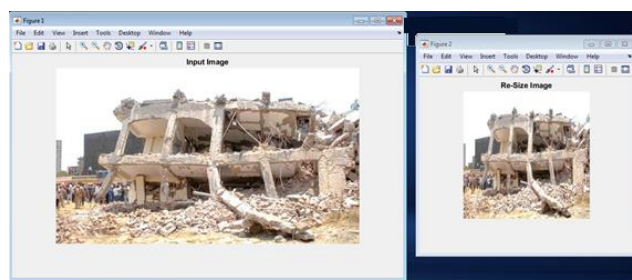 Figure 1
File Edit View Insert Tools Desktop Window Help
Input Image
Figure 2
File Edit View Insert Tools Desktop Window Help
Re-Size Image